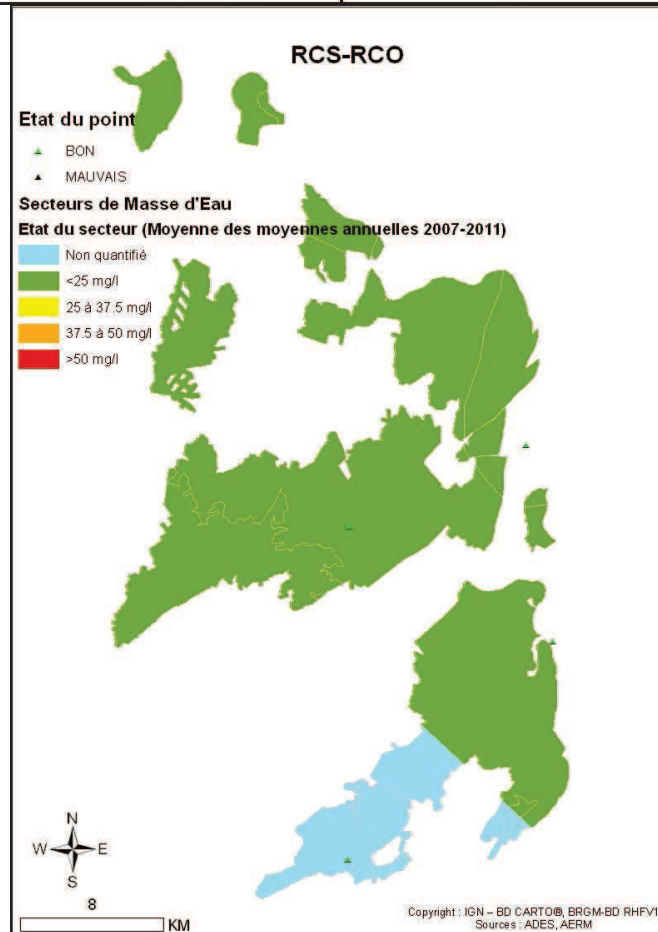 RCS-RCO
Etat du point
BON
MAUVAIS
Secteurs de Masse d'Eau
Etat du secteur (Moyenne des moyennes annuelles 2007-2011)
Non quantifié
<25 mg/l
25 à 37.5 mg/l
37.5 à 50 mg/l
>50 mg/l
N
W E
S
8
KM
Copyright : IGN – BD CARTO®, BRGM-BD RHFV1
Sources : ADES, AERM